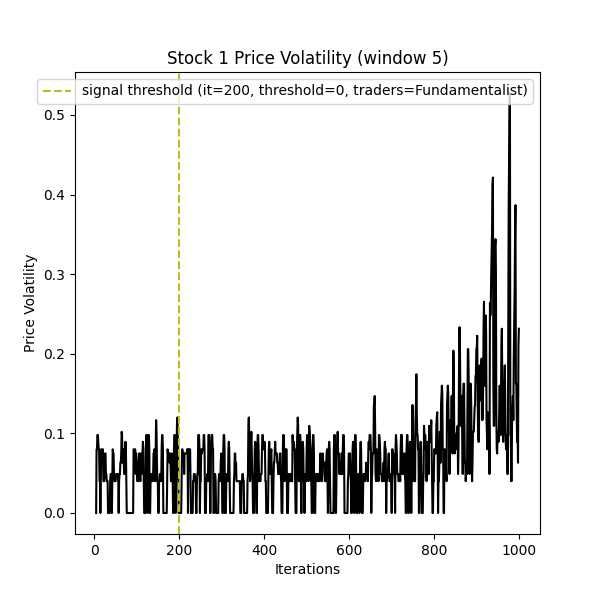 Stock 1 Price Volatility (window 5)
signal threshold (it=200, threshold=0, traders=Fundamentalist)
0.5
0.4
0.3
0.2
0.1
0.0
Price Volatility
0 200 400 600 800 1000
Iterations